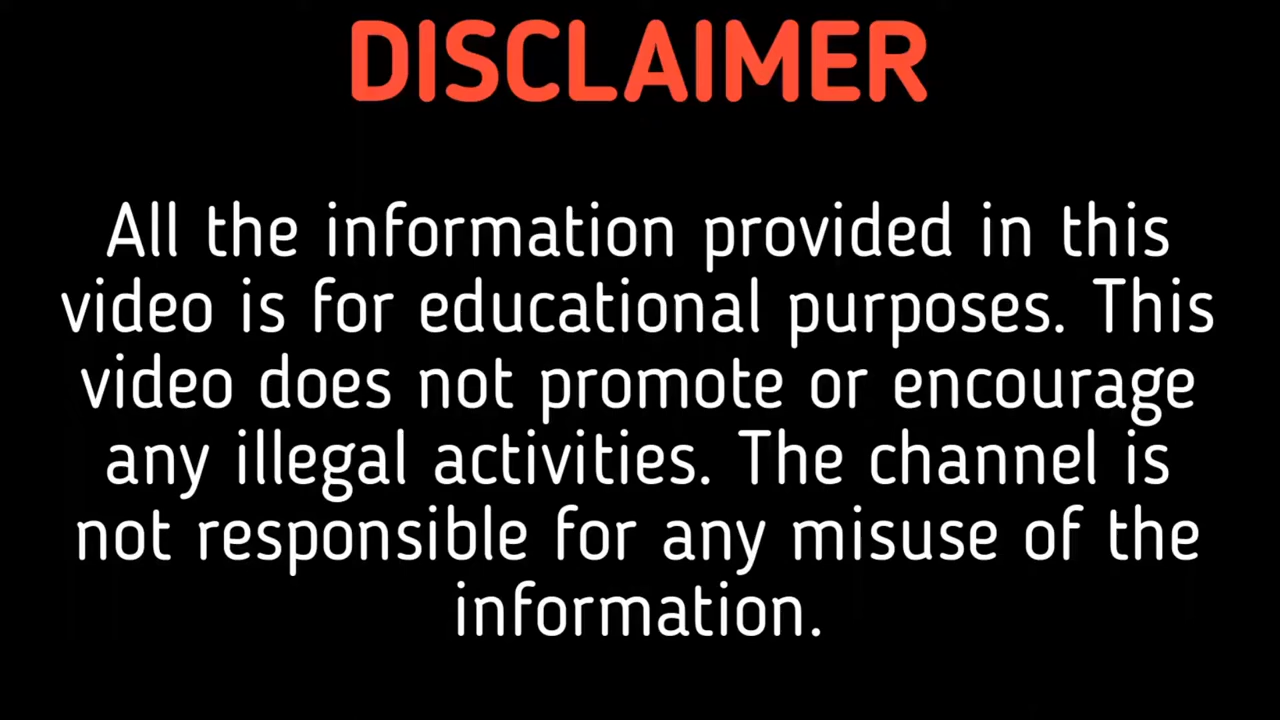 DISCLAIMER
All the information provided in this
video is for educational purposes. This
video does not promote or encourage
any illegal activities. The channel is
not responsible for any misuse of the
information.